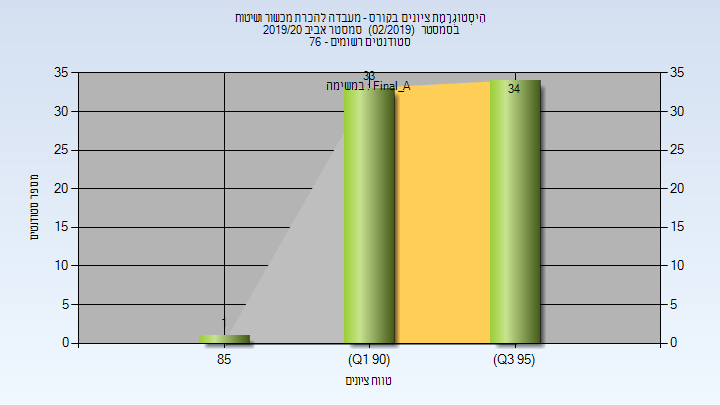 היסטוגרמת ציונים בקורס - מעבדה להכרת מכשור ושיטות
בסמסטר (02/2019) סמסטר אביב 2019/20
סטודנטים רשומים - 76
35 35
33
במשימה : Final_A
34
30 30
25 25
20 20
15 15
10 10
5 5
1
0 0
85 (Q1 90) (Q3 95)
מספר סטודנטים
טווח ציונים